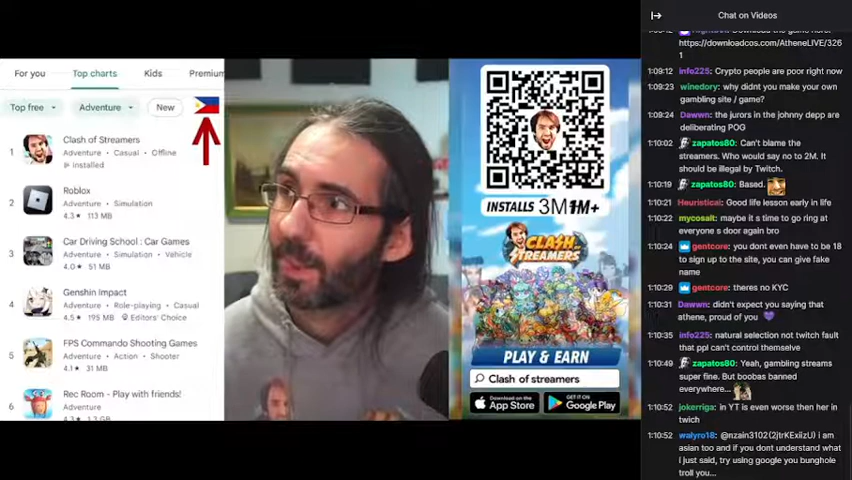 For you
Top charts
Kids
Premium
Top free
Adventure
New
1
Clash of Streamers
Adventure • Casual • Offline
Installed
2
Roblox
Adventure • Simulation
4.3★ 113 MB
3
Car Driving School : Car Games
Adventure • Simulation • Vehicle
4.0★ 51 MB
4
Genshin Impact
Adventure • Role-playing • Casual
4.5★ 195 MB Editors' Choice
5
FPS Commando Shooting Games
Adventure • Action • Shooter
4.1★ 31 MB
6
Rec Room - Play with friends!
Adventure
4.3★ 1.3 GB
INSTALLS 3M 1M+
CLASH
OF
STREAMERS
PLAY & EARN
Clash of streamers
Download on the
App Store
GET IT ON
Google Play
Chat on Videos
https://downloadcos.com/AtheneLIVE/326
1
1:09:12 info225: Crypto people are poor right now
1:09:23 winedory: why didnt you make your own
gambling site / game?
1:09:24 Dawwn: the jurors in the johnny depp are
deliberating POG
1:10:02 zapatos80: Can't blame the
streamers. Who would say no to 2M. It
should be illegal by Twitch.
1:10:19 zapatos80: Based.
1:10:21 Heuristical: Good life lesson early in life
1:10:22 mycosalt: maybe it s time to go ring at
everyone s door again bro
1:10:24 gentcore: you dont even have to be 18
to sign up to the site, you can give fake
name
1:10:29 gentcore: theres no KYC
1:10:31 Dawwn: didn't expect you saying that
athene, proud of you
1:10:35 info225: natural selection not twitch fault
that ppl can't control themselves
1:10:49 zapatos80: Yeah, gambling streams
super fine. But boobas banned
everywhere...
1:10:52 jokerriga: in YT is even worse then her in
twich
1:10:52 walyro18: @nzain3102(2jtrKExiizU) i am
asian too and if you dont understand what
i just said, try using google you bunghole
troll you...